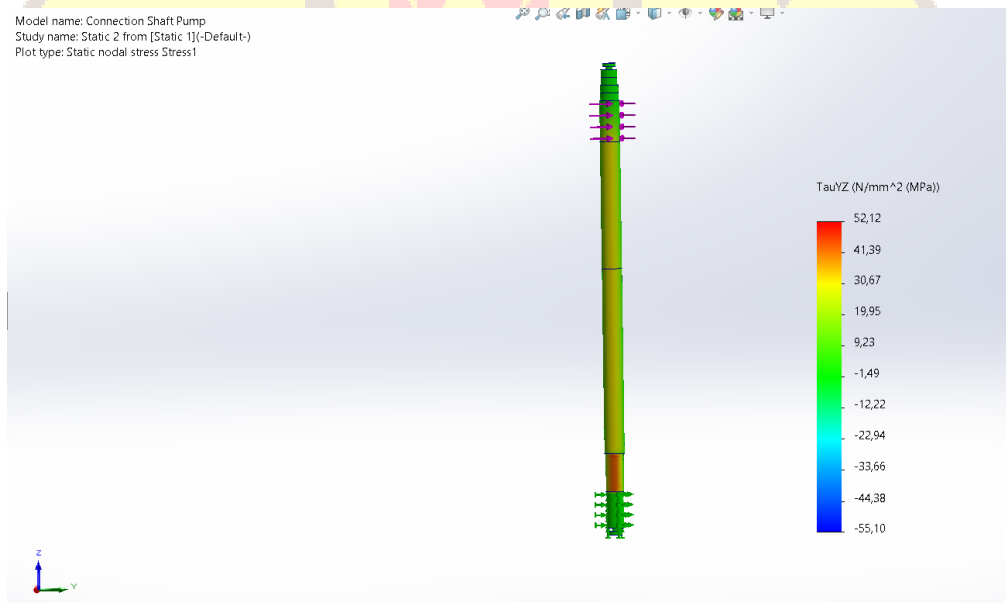 Model name: Connection Shaft Pump
Study name: Static 2 from [Static 1](-Default-)
Plot type: Static nodal stress Stress1
TauYZ (N/mm^2 (MPa))
52,12
41,39
30,67
19,95
9,23
-1,49
-12,22
-22,94
-33,66
-44,38
-55,10
Z
Y